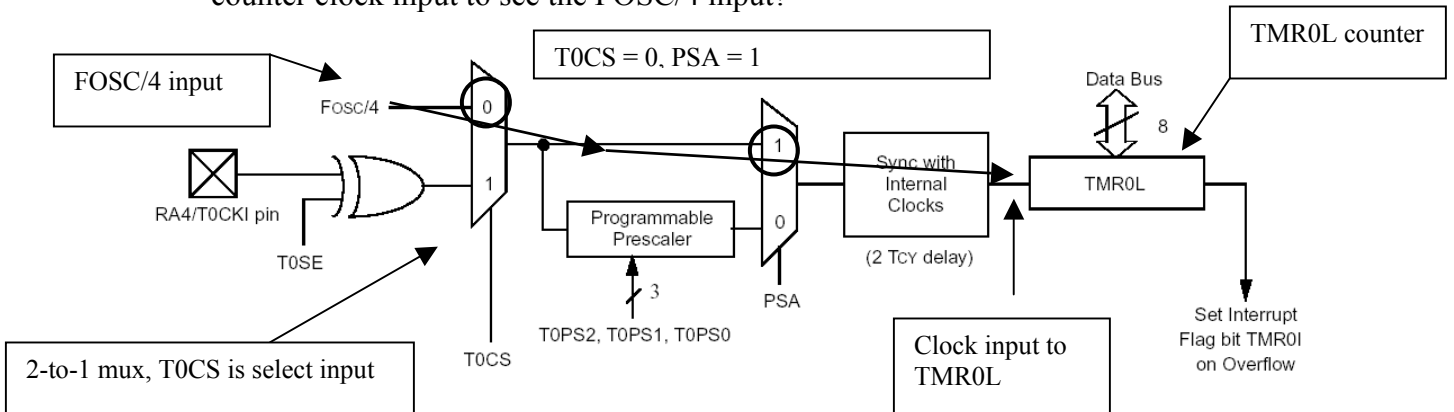 counter clock input to see the FOSC/4 input?
TMR0L counter
T0CS = 0, PSA = 1
FOSC/4 input
Data Bus
FOSC/4
0
8
1
Sync with
Internal
Clocks
TMR0L
1
RA4/T0CKI pin
Programmable
Prescaler
0
(2 TCY delay)
T0SE
3
PSA
T0PS2, T0PS1, T0PS0
Set Interrupt
Flag bit TMR0I
on Overflow
Clock input to
TMR0L
T0CS
2-to-1 mux, T0CS is select input